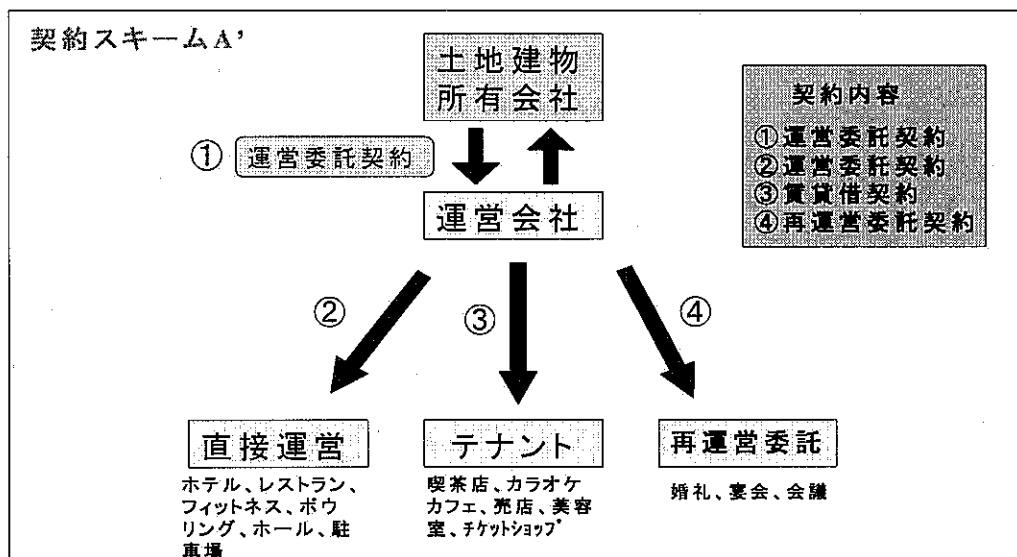 契約スキームA'
土地建物
所有会社
① 運営委託契約
運営会社
契約内容
①運営委託契約
②運営委託契約
③賃貸借契約
④再運営委託契約
②
③
④
直接運営
ホテル、レストラン、
フィットネス、ボウ
リング、ホール、駐
車場
テナント
喫茶店、カラオケ
カフェ、売店、美容
室、チケットショップ
再運営委託
婚礼、宴会、会議